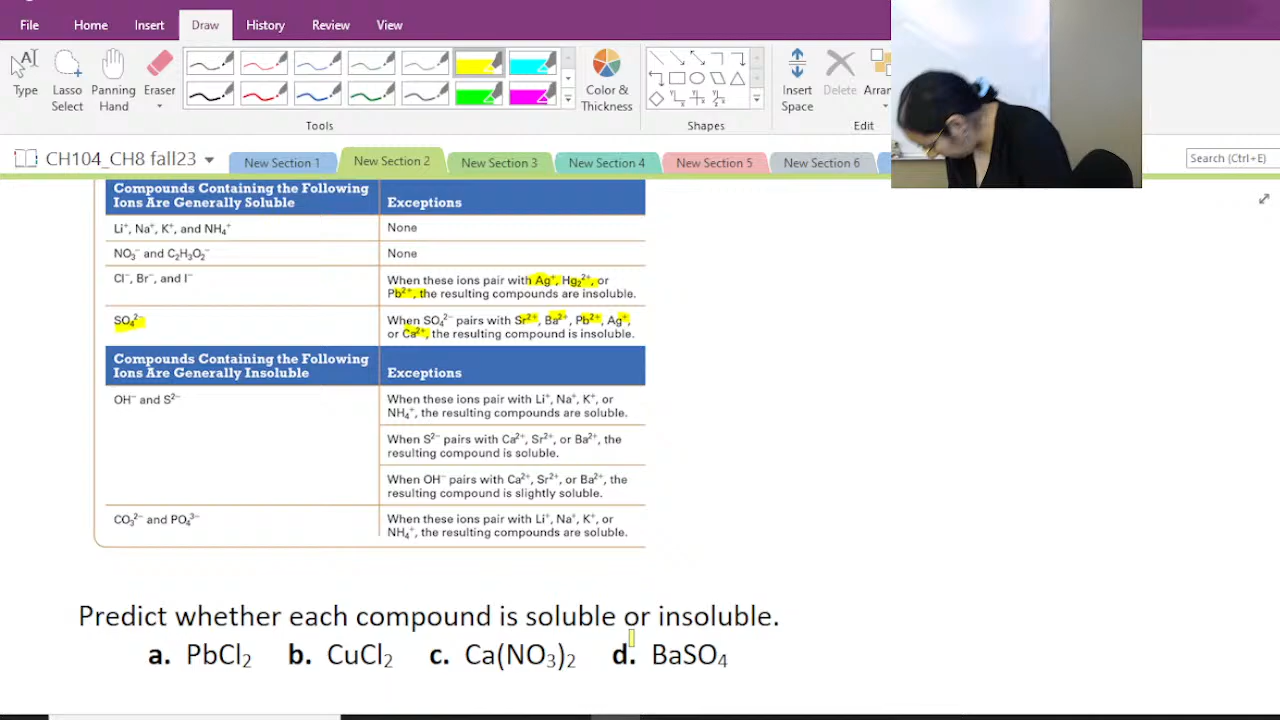 File Home Insert Draw History Review View
Type
Lasso Select
Panning Hand
Eraser
Color & Thickness
Insert Space
Delete
Tools
Shapes
Edit
CH104_CH8 fall23
New Section 1 New Section 2 New Section 3 New Section 4 New Section 5 New Section 6
Search (Ctrl+E)
Compounds Containing the Following
Ions Are Generally Soluble
Exceptions
Li⁺, Na⁺, K⁺, and NH₄⁺
None
NO₃⁻ and C₂H₃O₂⁻
None
Cl⁻, Br⁻, and I⁻
When these ions pair with Ag⁺, Hg₂²⁺, or
Pb²⁺, the resulting compounds are insoluble.
SO₄²⁻
When SO₄²⁻ pairs with Sr²⁺, Ba²⁺, Pb²⁺, Ag⁺,
or Ca²⁺, the resulting compound is insoluble.
Compounds Containing the Following
Ions Are Generally Insoluble
Exceptions
OH⁻ and S²⁻
When these ions pair with Li⁺, Na⁺, K⁺, or
NH₄⁺, the resulting compounds are soluble.
When S²⁻ pairs with Ca²⁺, Sr²⁺, or Ba²⁺, the
resulting compound is soluble.
When OH⁻ pairs with Ca²⁺, Sr²⁺, or Ba²⁺, the
resulting compound is slightly soluble.
CO₃²⁻ and PO₄³⁻
When these ions pair with Li⁺, Na⁺, K⁺, or
NH₄⁺, the resulting compounds are soluble.
Predict whether each compound is soluble or insoluble.
a. PbCl₂ b. CuCl₂ c. Ca(NO₃)₂ d. BaSO₄